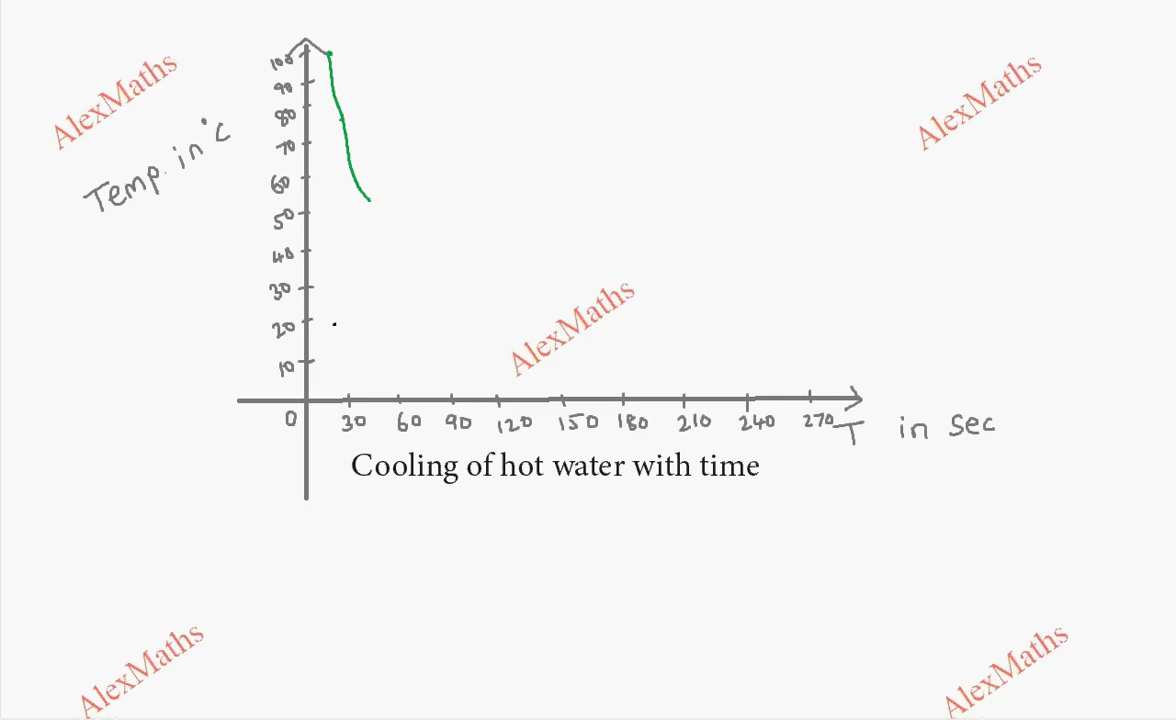 AlexMaths
AlexMaths
Temp. in °C
100
90
80
70
60
50
40
30
20
10
AlexMaths
0 30 60 90 120 150 180 210 240 270 T in sec
Cooling of hot water with time
AlexMaths
AlexMaths